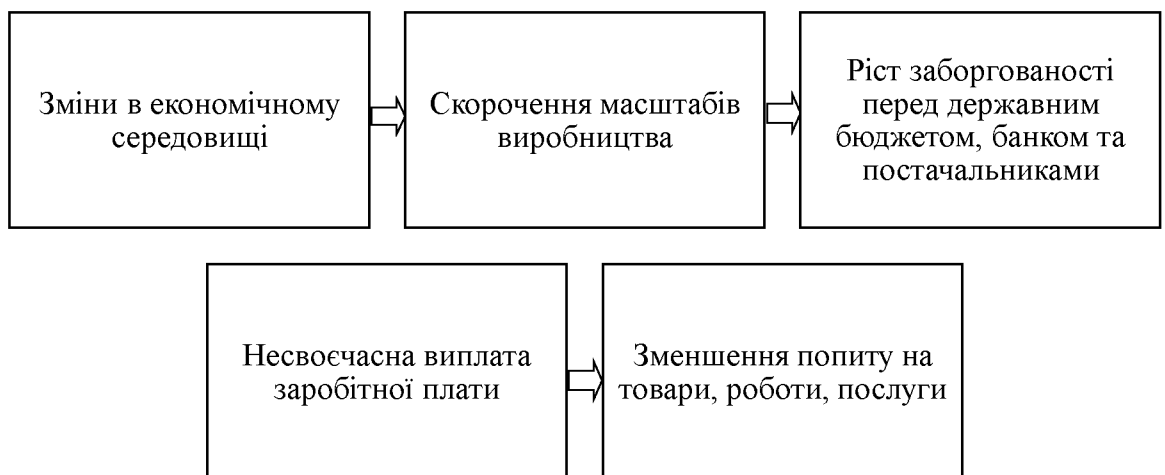 Зміни в економічному
середовищі
Скорочення масштабів
виробництва
Ріст заборгованості
перед державним
бюджетом, банком та
постачальниками
Несвоєчасна виплата
заробітної плати
Зменшення попиту на
товари, роботи, послуги